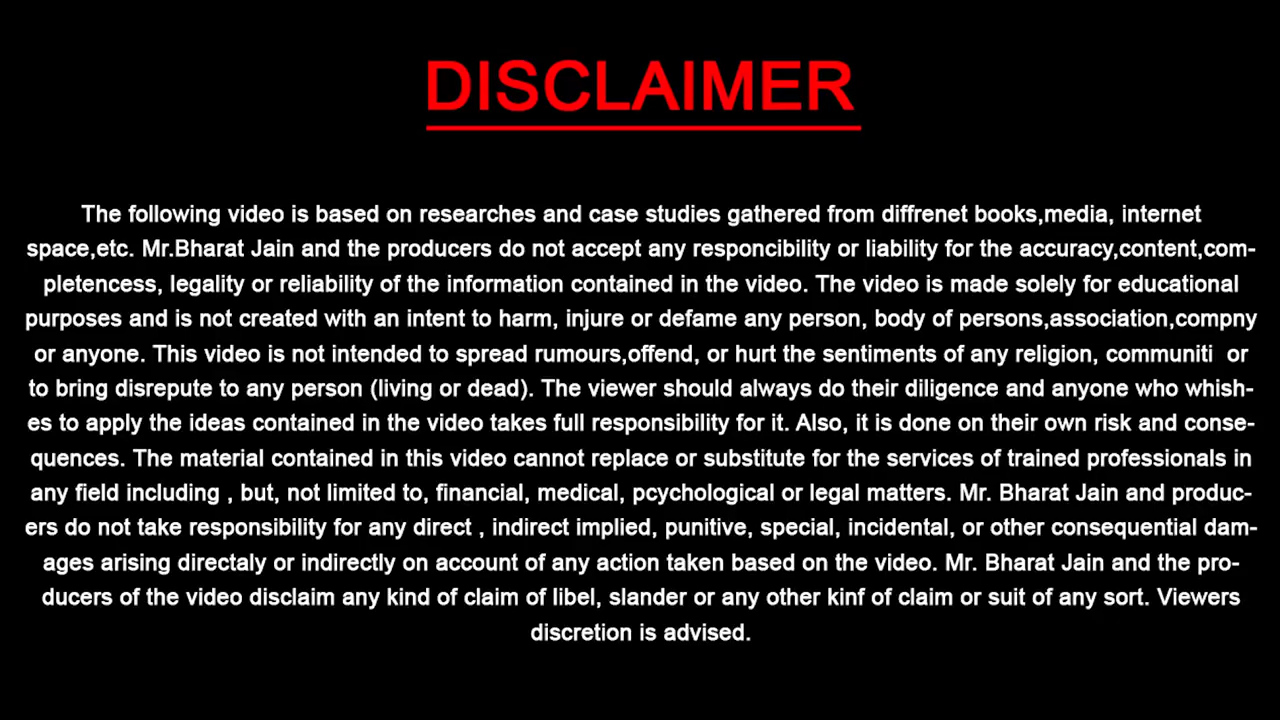 DISCLAIMER
The following video is based on researches and case studies gathered from diffrenet books,media, internet
space,etc. Mr.Bharat Jain and the producers do not accept any responcibility or liability for the accuracy,content,com-
pletencess, legality or reliability of the information contained in the video. The video is made solely for educational
purposes and is not created with an intent to harm, injure or defame any person, body of persons,association,compny
or anyone. This video is not intended to spread rumours,offend, or hurt the sentiments of any religion, communiti  or
to bring disrepute to any person (living or dead). The viewer should always do their diligence and anyone who whish-
es to apply the ideas contained in the video takes full responsibility for it. Also, it is done on their own risk and conse-
quences. The material contained in this video cannot replace or substitute for the services of trained professionals in
any field including , but, not limited to, financial, medical, pcychological or legal matters. Mr. Bharat Jain and produc-
ers do not take responsibility for any direct , indirect implied, punitive, special, incidental, or other consequential dam-
ages arising directaly or indirectly on account of any action taken based on the video. Mr. Bharat Jain and the pro-
ducers of the video disclaim any kind of claim of libel, slander or any other kinf of claim or suit of any sort. Viewers
discretion is advised.